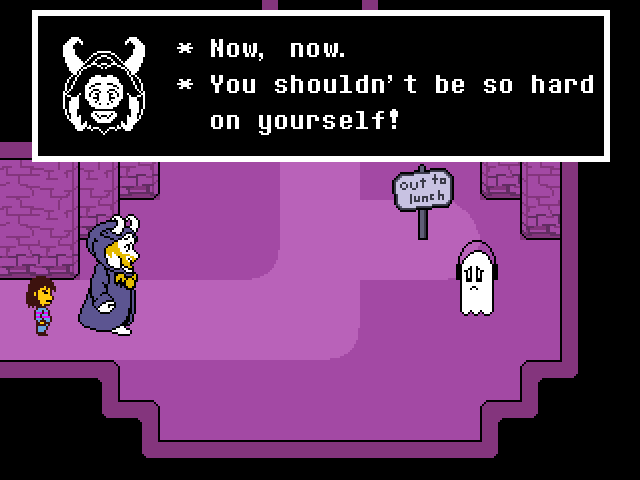 * Now, now.
* You shouldn't be so hard
on yourself!
out to
lunch